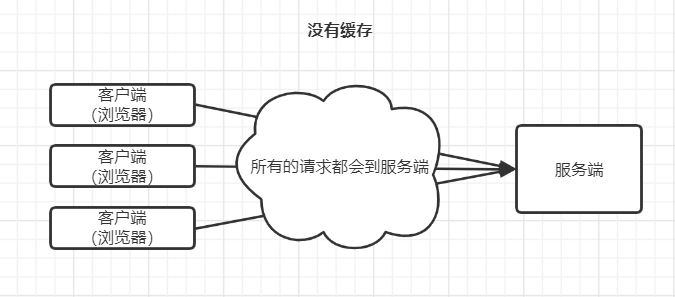 没有缓存
客户端
（浏览器）
客户端
（浏览器）
客户端
（浏览器）
所有的请求都会到服务端
服务端